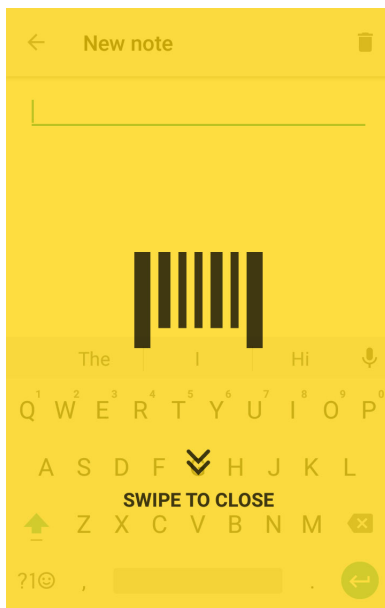 New note
The I Hi
1 2 3 4 5 6 7 8 9 0
Q W E R T Y U I O P
A S D F G H J K L
SWIPE TO CLOSE
Z X C V B N M
?1☺ , .